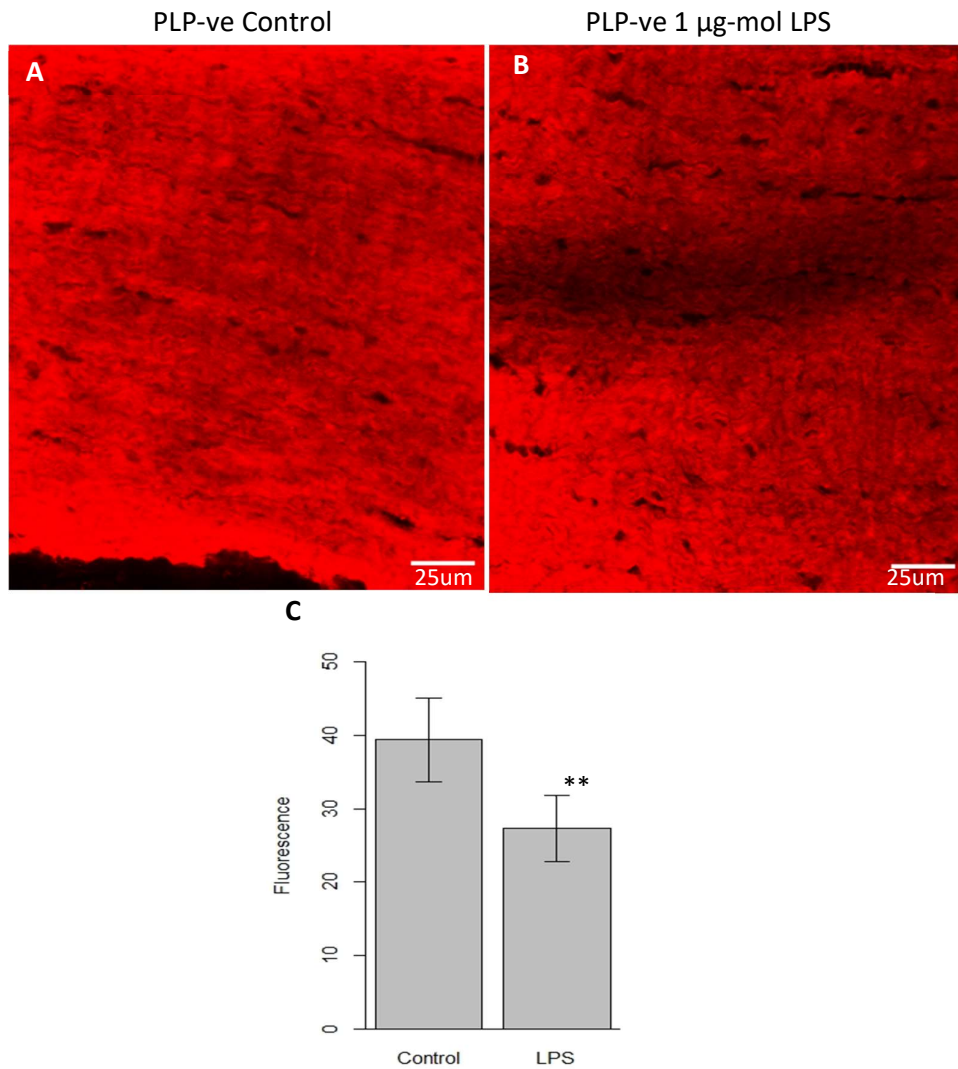 PLP-ve Control
PLP-ve 1 µg-mol LPS
A
B
25um
25um
C
50
40
30
20
10
0
Fluorescence
**
Control
LPS